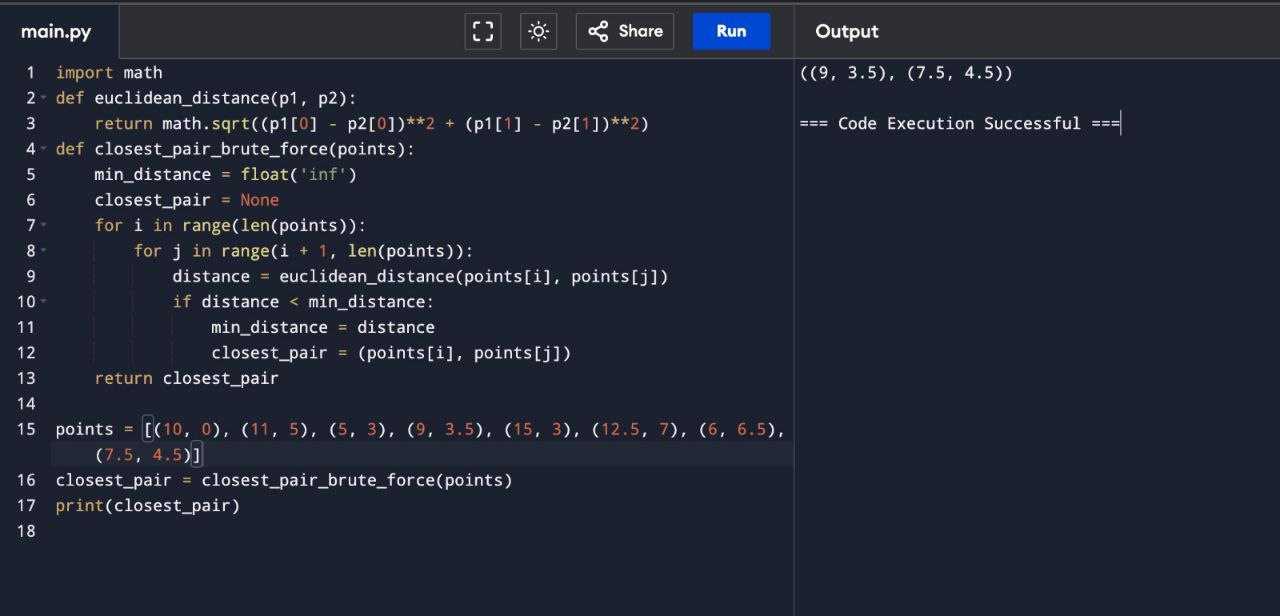 main.py
Share
Run
Output
1 import math
2 def euclidean_distance(p1, p2):
3     return math.sqrt((p1[0] - p2[0])**2 + (p1[1] - p2[1])**2)
4 def closest_pair_brute_force(points):
5     min_distance = float('inf')
6     closest_pair = None
7     for i in range(len(points)):
8         for j in range(i + 1, len(points)):
9             distance = euclidean_distance(points[i], points[j])
10             if distance < min_distance:
11                 min_distance = distance
12                 closest_pair = (points[i], points[j])
13     return closest_pair
14
15 points = [(10, 0), (11, 5), (5, 3), (9, 3.5), (15, 3), (12.5, 7), (6, 6.5),
    (7.5, 4.5)]
16 closest_pair = closest_pair_brute_force(points)
17 print(closest_pair)
18
((9, 3.5), (7.5, 4.5))
=== Code Execution Successful ===